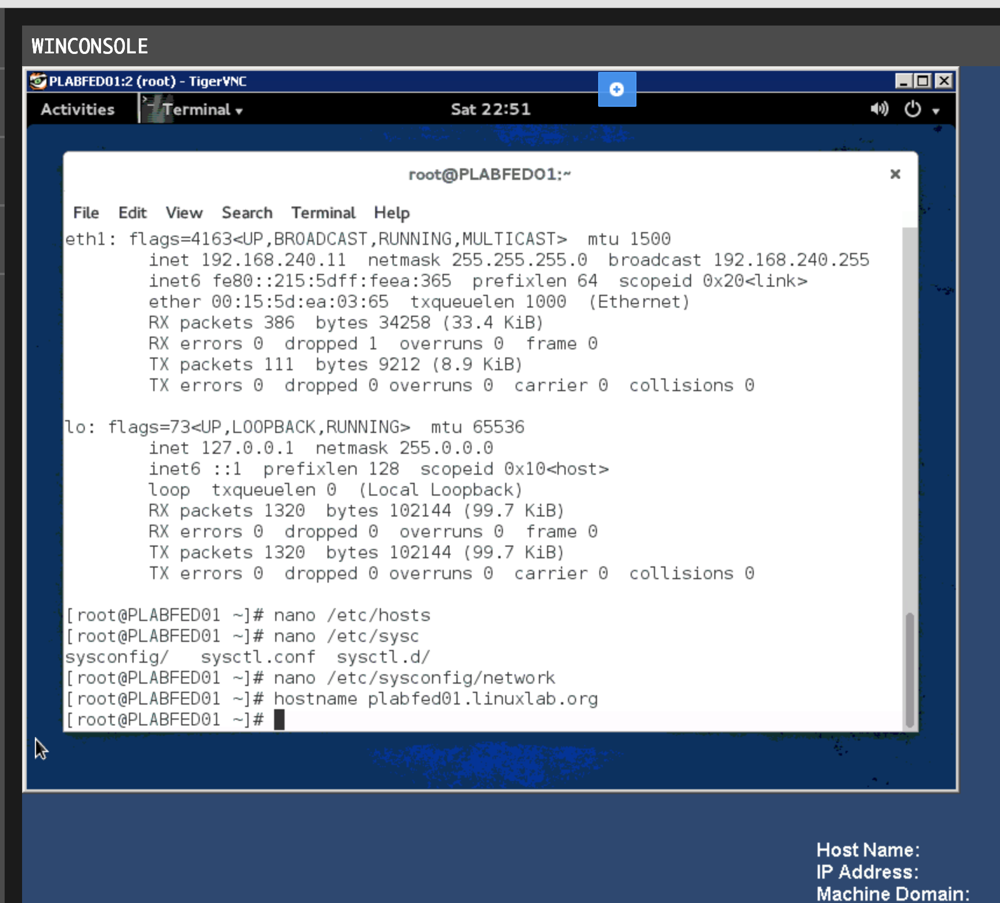 WINCONSOLE
PLABFED01:2 (root) - TigerVNC
Activities
Terminal
Sat 22:51
root@PLABFED01:~
File Edit View Search Terminal Help
eth1: flags=4163<UP,BROADCAST,RUNNING,MULTICAST>  mtu 1500
        inet 192.168.240.11  netmask 255.255.255.0  broadcast 192.168.240.255
        inet6 fe80::215:5dff:feea:365  prefixlen 64  scopeid 0x20<link>
        ether 00:15:5d:ea:03:65  txqueuelen 1000  (Ethernet)
        RX packets 386  bytes 34258 (33.4 KiB)
        RX errors 0  dropped 1  overruns 0  frame 0
        TX packets 111  bytes 9212 (8.9 KiB)
        TX errors 0  dropped 0 overruns 0  carrier 0  collisions 0
lo: flags=73<UP,LOOPBACK,RUNNING>  mtu 65536
        inet 127.0.0.1  netmask 255.0.0.0
        inet6 ::1  prefixlen 128  scopeid 0x10<host>
        loop  txqueuelen 0  (Local Loopback)
        RX packets 1320  bytes 102144 (99.7 KiB)
        RX errors 0  dropped 0  overruns 0  frame 0
        TX packets 1320  bytes 102144 (99.7 KiB)
        TX errors 0  dropped 0 overruns 0  carrier 0  collisions 0
[root@PLABFED01 ~]# nano /etc/hosts
[root@PLABFED01 ~]# nano /etc/sysc
sysconfig/   sysctl.conf  sysctl.d/
[root@PLABFED01 ~]# nano /etc/sysconfig/network
[root@PLABFED01 ~]# hostname plabfed01.linuxlab.org
[root@PLABFED01 ~]#
Host Name:
IP Address:
Machine Domain: